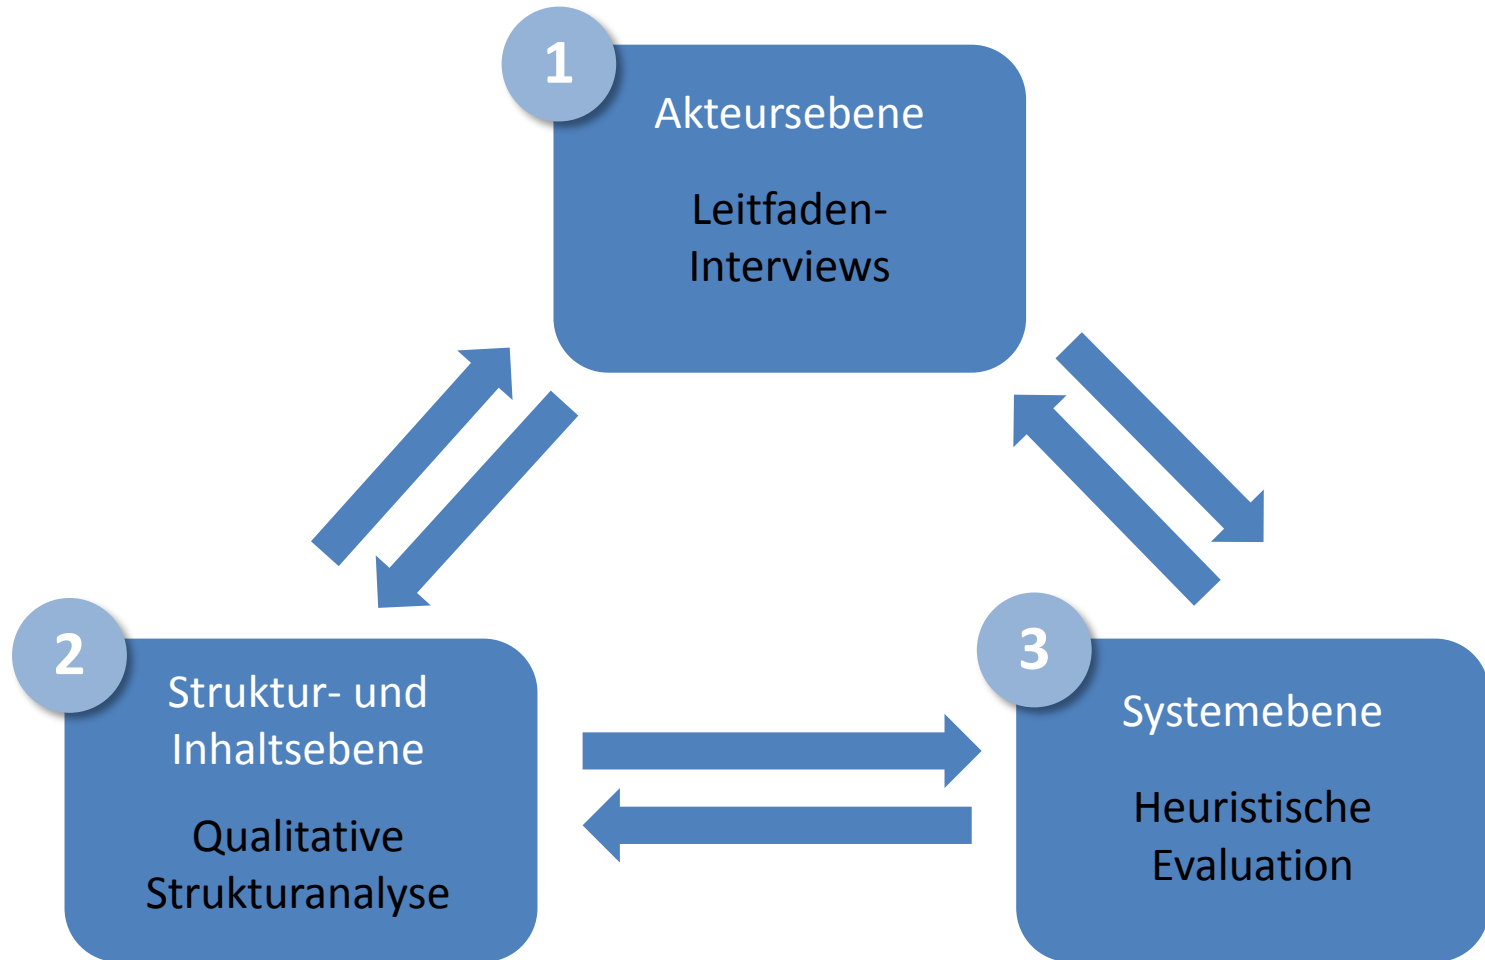 1
Akteursebene
Leitfaden-
Interviews
2
Struktur- und
Inhaltsebene
Qualitative
Strukturanalyse
3
Systemebene
Heuristische
Evaluation